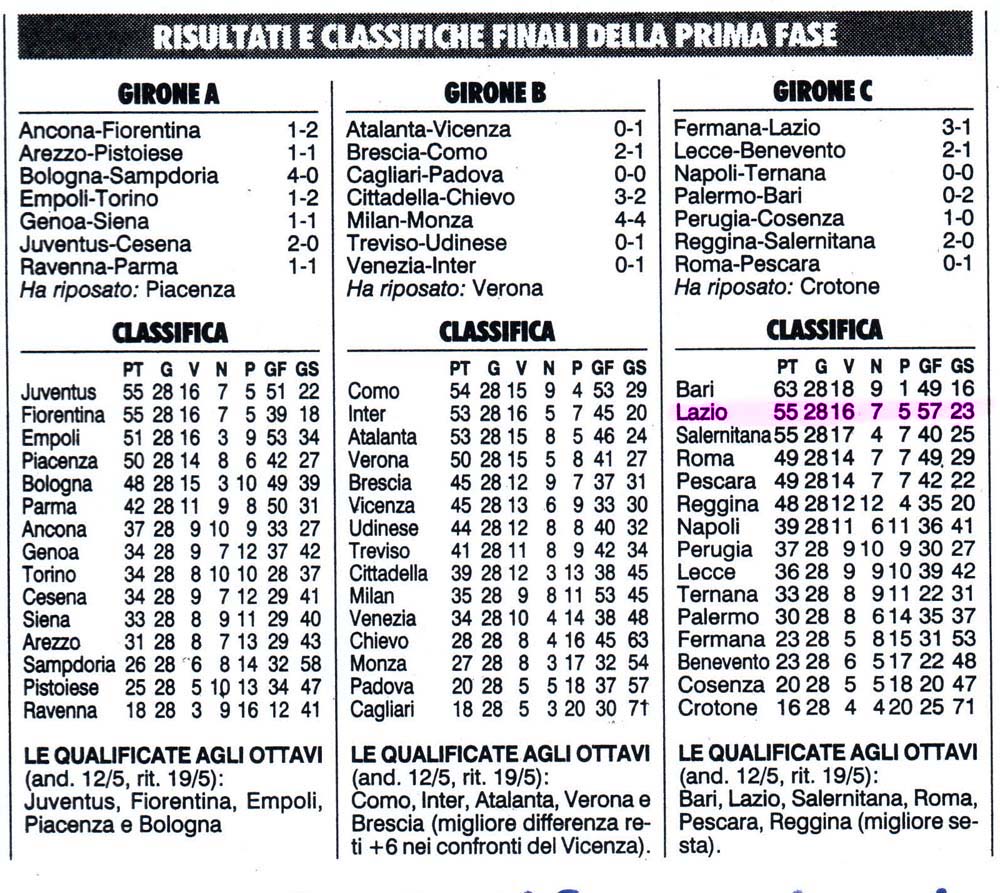 RISULTATI E CLASSIFICHE FINALI DELLA PRIMA FASE
GIRONE A
Ancona-Fiorentina 1-2
Arezzo-Pistoiese 1-1
Bologna-Sampdoria 4-0
Empoli-Torino 1-2
Genoa-Siena 1-1
Juventus-Cesena 2-0
Ravenna-Parma 1-1
Ha riposato: Piacenza
CLASSIFICA
PT G V N P GF GS
Juventus 55 28 16 7 5 51 22
Fiorentina 55 28 16 7 5 39 18
Empoli 51 28 16 3 9 53 34
Piacenza 50 28 14 8 6 42 27
Bologna 48 28 15 3 10 49 39
Parma 42 28 11 9 8 50 31
Ancona 37 28 9 10 9 33 27
Genoa 34 28 9 7 12 37 42
Torino 34 28 8 10 10 28 37
Cesena 34 28 9 7 12 29 41
Siena 33 28 8 9 11 29 40
Arezzo 31 28 8 7 13 29 43
Sampdoria 26 28 6 8 14 32 58
Pistoiese 25 28 5 10 13 34 47
Ravenna 18 28 3 9 16 12 41
LE QUALIFICATE AGLI OTTAVI
(and. 12/5, rit. 19/5):
Juventus, Fiorentina, Empoli,
Piacenza e Bologna
GIRONE B
Atalanta-Vicenza 0-1
Brescia-Como 2-1
Cagliari-Padova 0-0
Cittadella-Chievo 3-2
Milan-Monza 4-4
Treviso-Udinese 0-1
Venezia-Inter 0-1
Ha riposato: Verona
CLASSIFICA
PT G V N P GF GS
Como 54 28 15 9 4 53 29
Inter 53 28 16 5 7 45 20
Atalanta 53 28 15 8 5 46 24
Verona 50 28 15 5 8 41 27
Brescia 45 28 12 9 7 37 31
Vicenza 45 28 13 6 9 33 30
Udinese 44 28 12 8 8 40 32
Treviso 41 28 11 8 9 42 34
Cittadella 39 28 12 3 13 38 45
Milan 35 28 9 8 11 53 45
Venezia 34 28 10 4 14 38 48
Chievo 28 28 8 4 16 45 63
Monza 27 28 8 3 17 32 54
Padova 20 28 5 5 18 37 57
Cagliari 18 28 5 3 20 30 71
LE QUALIFICATE AGLI OTTAVI
(and. 12/5, rit. 19/5):
Como, Inter, Atalanta, Verona e
Brescia (migliore differenza re-
ti +6 nei confronti del Vicenza).
GIRONE C
Fermana-Lazio 3-1
Lecce-Benevento 2-1
Napoli-Ternana 0-0
Palermo-Bari 0-2
Perugia-Cosenza 1-0
Reggina-Salernitana 2-0
Roma-Pescara 0-1
Ha riposato: Crotone
CLASSIFICA
PT G V N P GF GS
Bari 63 28 18 9 1 49 16
Lazio 55 28 16 7 5 57 23
Salernitana 55 28 17 4 7 40 25
Roma 49 28 14 7 7 49 29
Pescara 49 28 14 7 7 42 22
Reggina 48 28 12 12 4 35 20
Napoli 39 28 11 6 11 36 41
Perugia 37 28 9 10 9 30 27
Lecce 36 28 9 9 10 39 42
Ternana 33 28 8 9 11 22 31
Palermo 30 28 8 6 14 35 37
Fermana 23 28 5 8 15 31 53
Benevento 23 28 6 5 17 22 48
Cosenza 20 28 5 5 18 20 47
Crotone 16 28 4 4 20 25 71
LE QUALIFICATE AGLI OTTAVI
(and. 12/5, rit. 19/5):
Bari, Lazio, Salernitana, Roma,
Pescara, Reggina (migliore se-
sta).